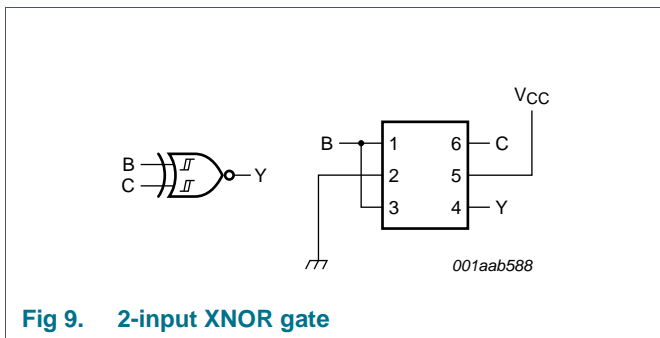 VCC
B
C
Y
B
1
2
3
6
5
4
C
Y
001aab588
Fig 9. 2-input XNOR gate